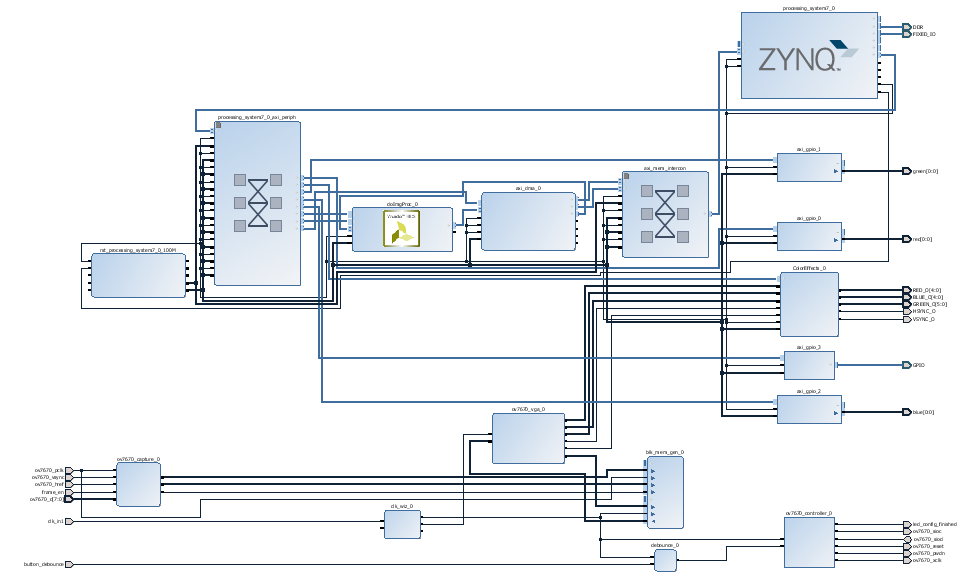 processing_system7_0
DDR
FIXED_IO
ZYNQ
processing_system7_0_axi_periph
axi_gpio_1
green[0:0]
axi_mem_intercon
axi_dma_0
doImgProc_0
axi_gpio_0
red[0:0]
rst_processing_system7_0_100M
ColorEffects_0
RED_O[4:0]
BLUE_O[4:0]
GREEN_O[5:0]
HSYNC_O
VSYNC_O
axi_gpio_3
GPIO
axi_gpio_2
blue[0:0]
ov7670_vga_0
blk_mem_gen_0
ov7670_capture_0
ov7670_pclk
ov7670_vsync
ov7670_href
frame_en
ov7670_d[7:0]
clk_wiz_0
clk_in1
ov7670_controller_0
led_config_finished
ov7670_sioc
ov7670_siod
ov7670_reset
ov7670_pwdn
ov7670_xclk
debounce_0
button_debounce